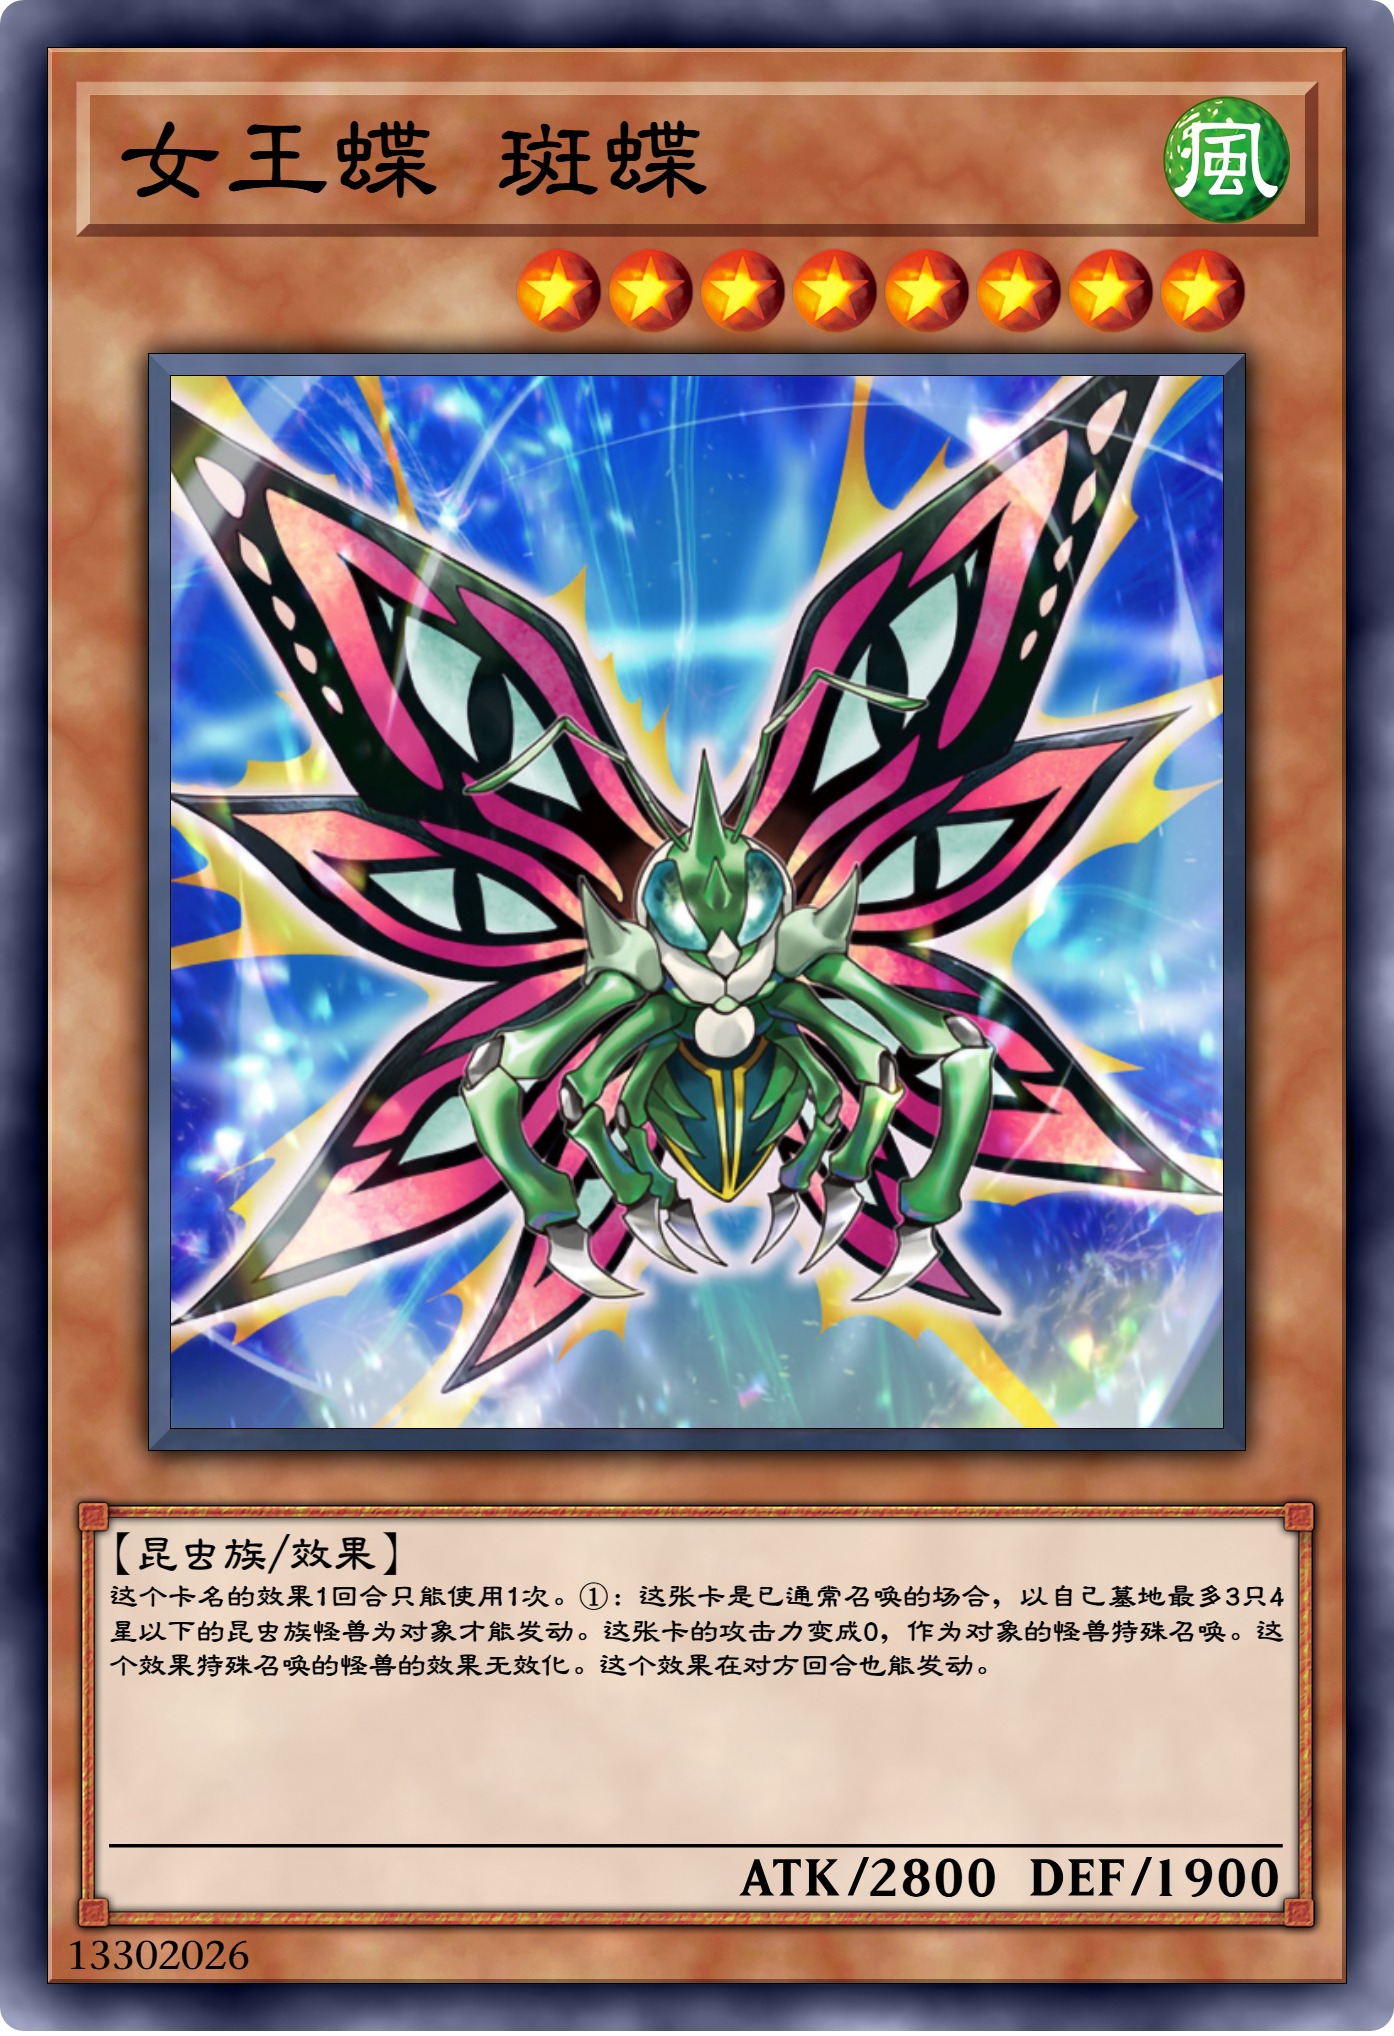 女王蝶 斑蝶
風
【昆虫族/效果】
这个卡名的效果1回合只能使用1次。①：这张卡是已通常召唤的场合，以自己墓地最多3只4
星以下的昆虫族怪兽为对象才能发动。这张卡的攻击力变成0，作为对象的怪兽特殊召唤。这
个效果特殊召唤的怪兽的效果无效化。这个效果在对方回合也能发动。
ATK/2800 DEF/1900
13302026